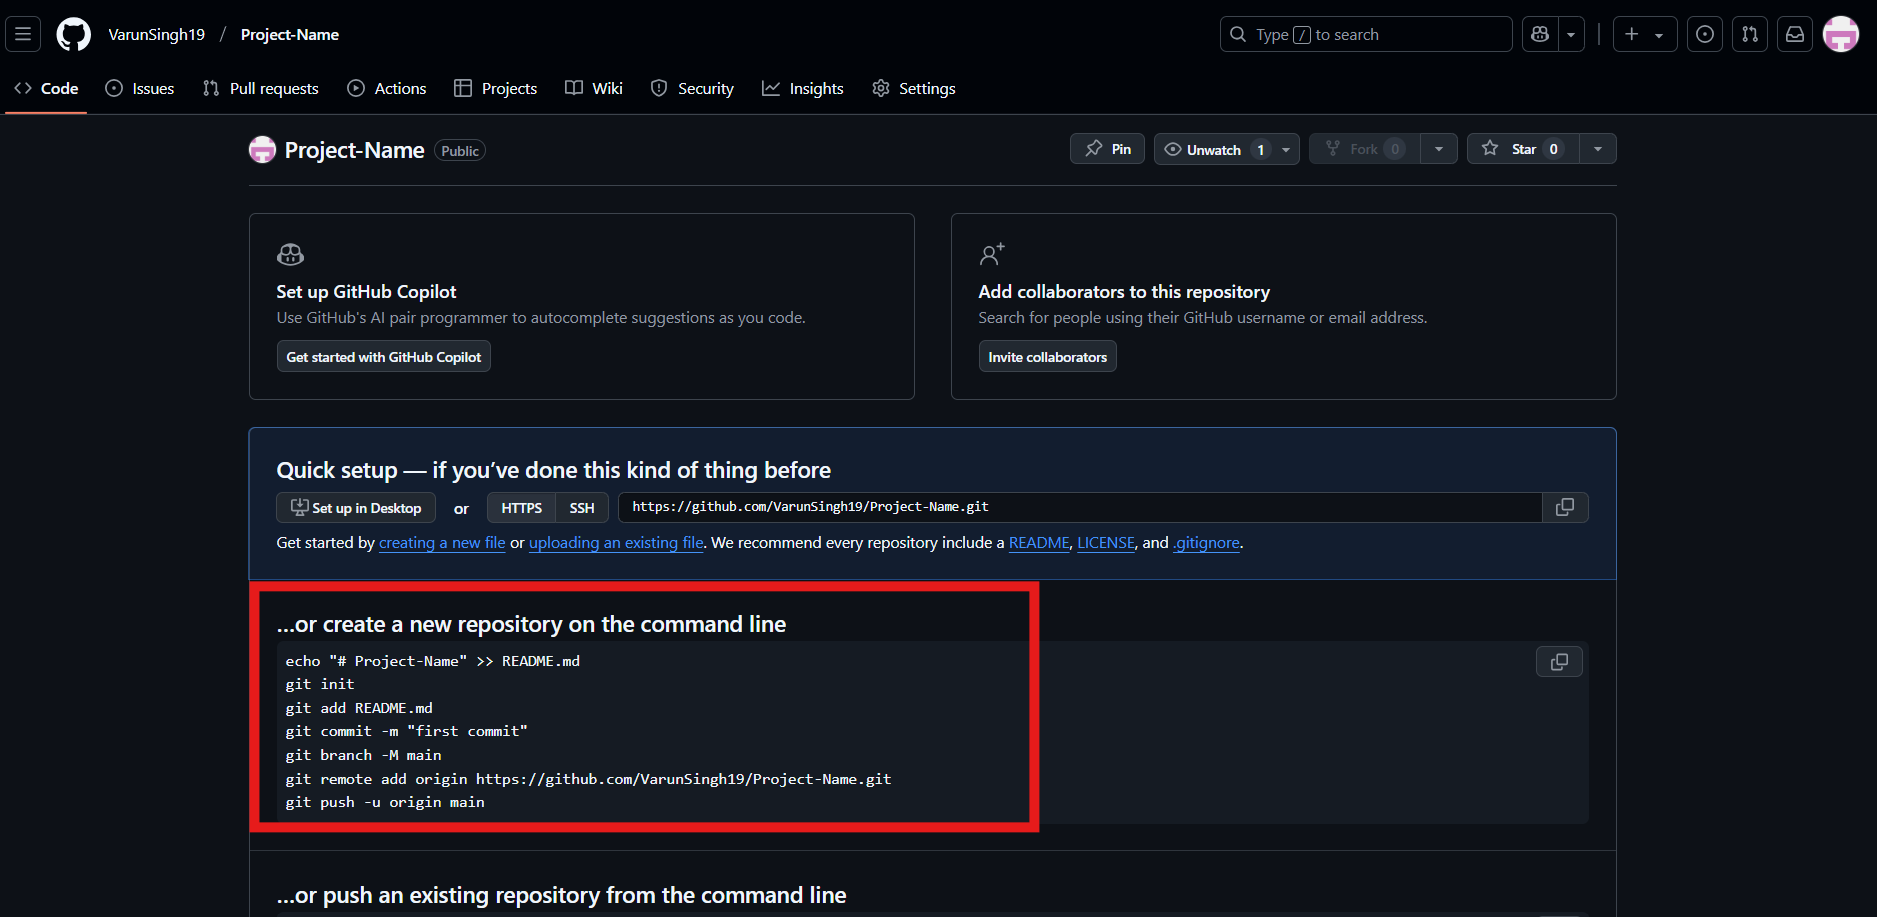 VarunSingh19 / Project-Name
Type / to search
Code Issues Pull requests Actions Projects Wiki Security Insights Settings
Project-Name Public
Pin Unwatch 1 Fork 0 Star 0
Set up GitHub Copilot
Use GitHub's AI pair programmer to autocomplete suggestions as you code.
Get started with GitHub Copilot
Add collaborators to this repository
Search for people using their GitHub username or email address.
Invite collaborators
Quick setup — if you’ve done this kind of thing before
Set up in Desktop or HTTPS SSH https://github.com/VarunSingh19/Project-Name.git
Get started by creating a new file or uploading an existing file. We recommend every repository include a README, LICENSE, and .gitignore.
…or create a new repository on the command line
echo "# Project-Name" >> README.md
git init
git add README.md
git commit -m "first commit"
git branch -M main
git remote add origin https://github.com/VarunSingh19/Project-Name.git
git push -u origin main
…or push an existing repository from the command line